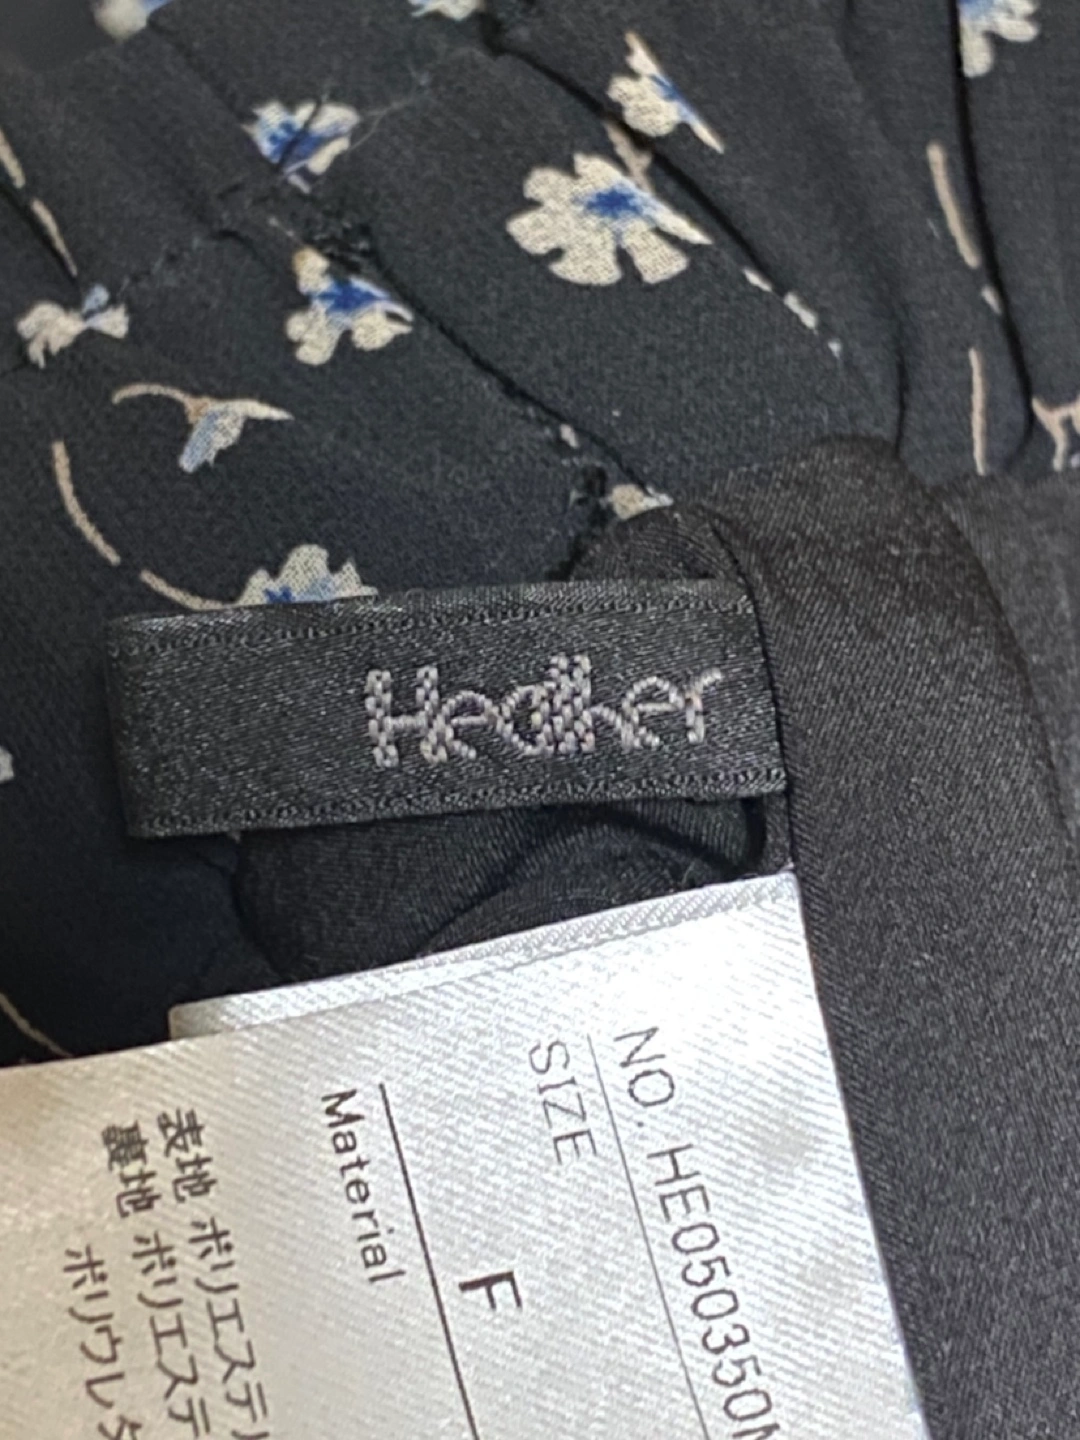 Heather
NO. HE050350
SIZE
F
Material
表地 ポリエステル
裏地 ポリエステ
ポリウレタ